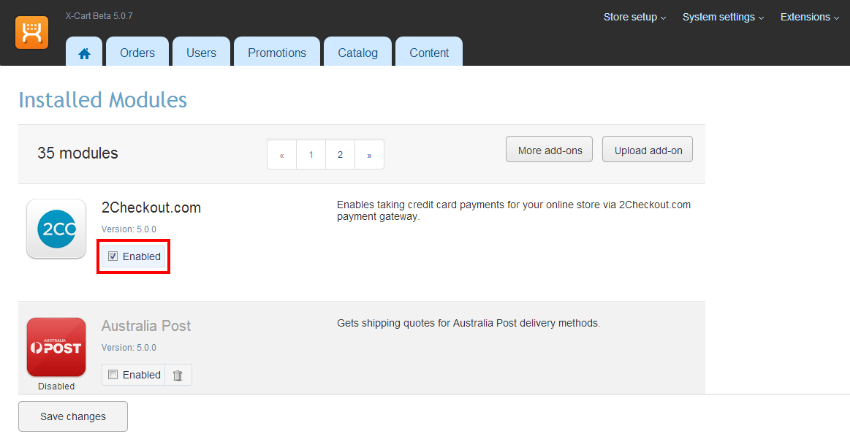 X-Cart Beta 5.0.7
Store setup System settings Extensions
Orders Users Promotions Catalog Content
Installed Modules
35 modules « 1 2 » More add-ons Upload add-on
2CO
2Checkout.com
Version: 5.0.0
Enabled
Enables taking credit card payments for your online store via 2Checkout.com
payment gateway.
AUSTRALIA
POST
Disabled
Australia Post
Version: 5.0.0
Enabled
Gets shipping quotes for Australia Post delivery methods.
Save changes